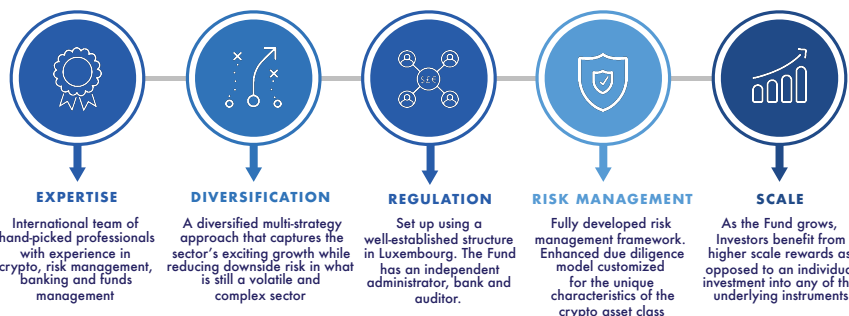 S£€
EXPERTISE
International team of
hand-picked professionals
with experience in
crypto, risk management,
banking and funds
management
DIVERSIFICATION
A diversified multi-strategy
approach that captures the
sector's exciting growth while
reducing downside risk in what
is still a volatile and
complex sector
REGULATION
Set up using a
well-established structure
in Luxembourg. The Fund
has an independent
administrator, bank and
auditor.
RISK MANAGEMENT
Fully developed risk
management framework.
Enhanced due diligence
model customized
for the unique
characteristics of the
crypto asset class
SCALE
As the Fund grows,
Investors benefit from
higher scale rewards as
opposed to an individual
investment into any of the
underlying instruments